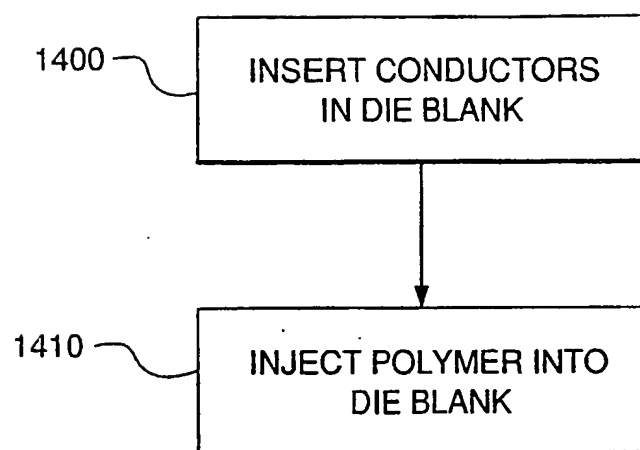 1400
INSERT CONDUCTORS
IN DIE BLANK
1410
INJECT POLYMER INTO
DIE BLANK